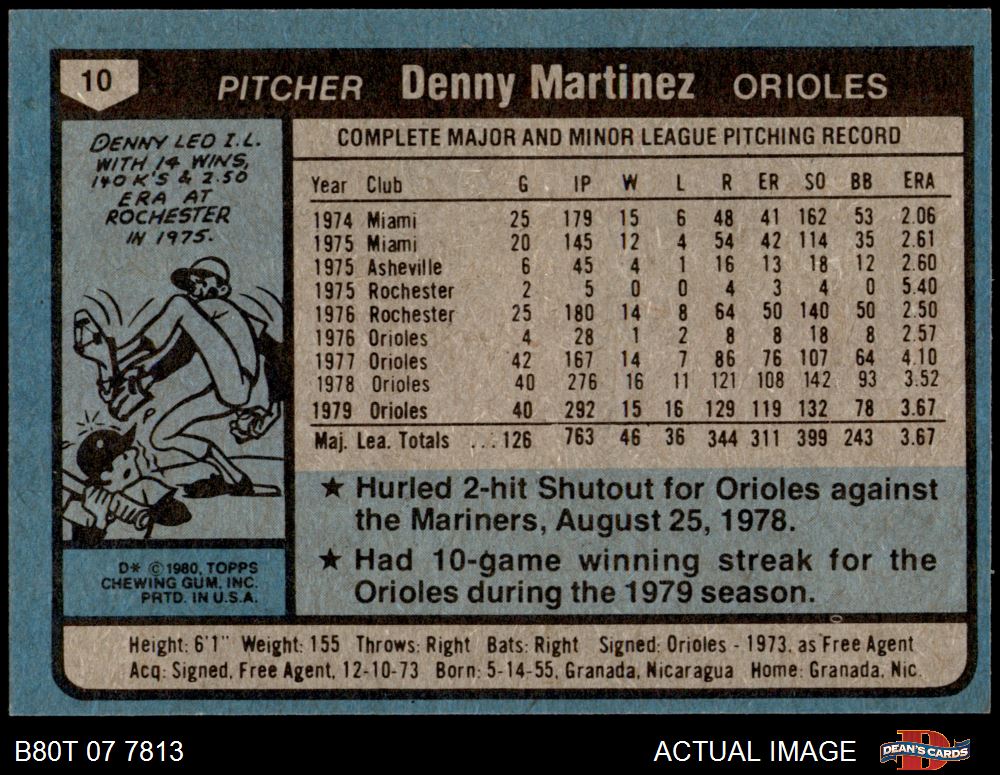 10 PITCHER Denny Martinez ORIOLES
DENNY LED I.L.
WITH 14 WINS,
140 K'S & 2.50
ERA AT
ROCHESTER
IN 1975.
D* © 1980, TOPPS
CHEWING GUM, INC.
PRTD. IN U.S.A.
COMPLETE MAJOR AND MINOR LEAGUE PITCHING RECORD
Year Club G IP W L R ER SO BB ERA
1974 Miami 25 179 15 6 48 41 162 53 2.06
1975 Miami 20 145 12 4 54 42 114 35 2.61
1975 Asheville 6 45 4 1 16 13 18 12 2.60
1975 Rochester 2 5 0 0 4 3 4 0 5.40
1976 Rochester 25 180 14 8 64 50 140 50 2.50
1976 Orioles 4 28 1 2 8 8 18 8 2.57
1977 Orioles 42 167 14 7 86 76 107 64 4.10
1978 Orioles 40 276 16 11 121 108 142 93 3.52
1979 Orioles 40 292 15 16 129 119 132 78 3.67
Maj. Lea. Totals ... 126 763 46 36 344 311 399 243 3.67
★ Hurled 2-hit Shutout for Orioles against
the Mariners, August 25, 1978.
★ Had 10-game winning streak for the
Orioles during the 1979 season.
Height: 6'1" Weight: 155 Throws: Right Bats: Right Signed: Orioles - 1973, as Free Agent
Acq: Signed, Free Agent, 12-10-73 Born: 5-14-55, Granada, Nicaragua Home: Granada, Nic.
B80T 07 7813 ACTUAL IMAGE DEAN'S CARDS